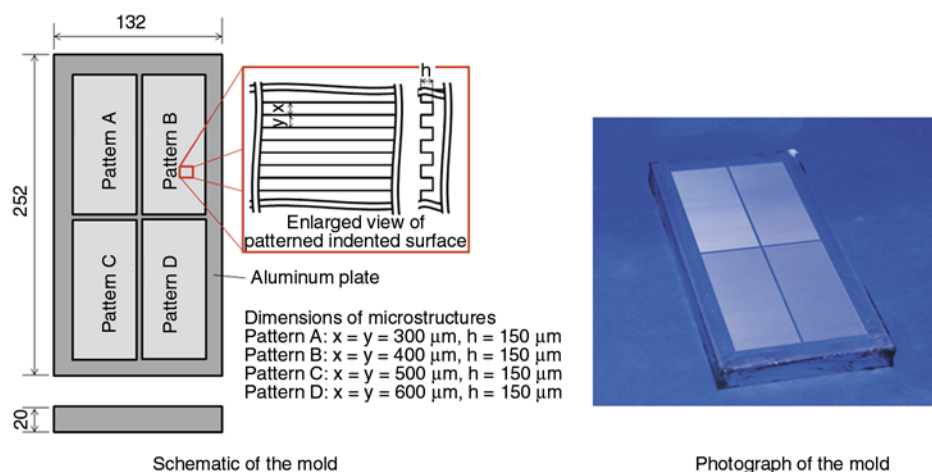 132
252
20
Pattern A
Pattern B
Pattern C
Pattern D
h
x
y
Enlarged view of
patterned indented surface
Aluminum plate
Dimensions of microstructures
Pattern A: x = y = 300 μm, h = 150 μm
Pattern B: x = y = 400 μm, h = 150 μm
Pattern C: x = y = 500 μm, h = 150 μm
Pattern D: x = y = 600 μm, h = 150 μm
Schematic of the mold
Photograph of the mold